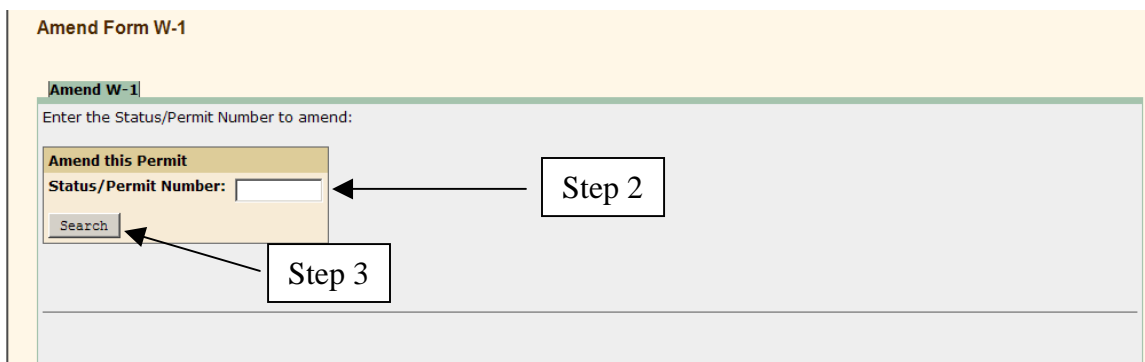 Amend Form W-1
Amend W-1
Enter the Status/Permit Number to amend:
Amend this Permit
Status/Permit Number:
Step 2
Search
Step 3